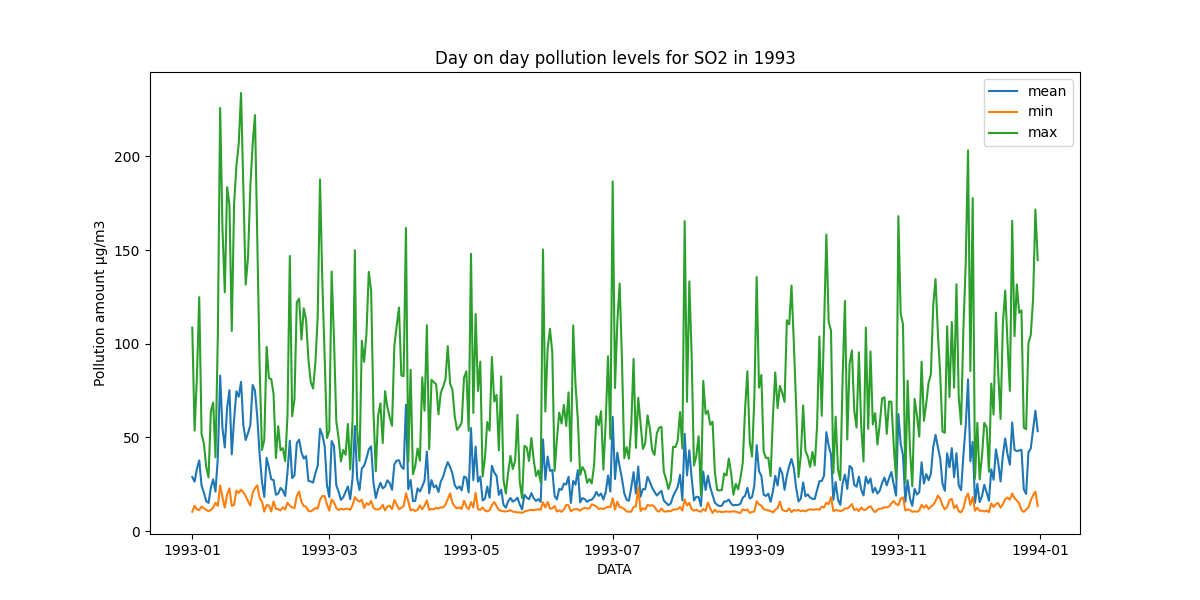 Day on day pollution levels for SO2 in 1993
mean
min
max
200
150
100
50
0
Pollution amount µg/m3
1993-01
1993-03
1993-05
1993-07
1993-09
1993-11
1994-01
DATA